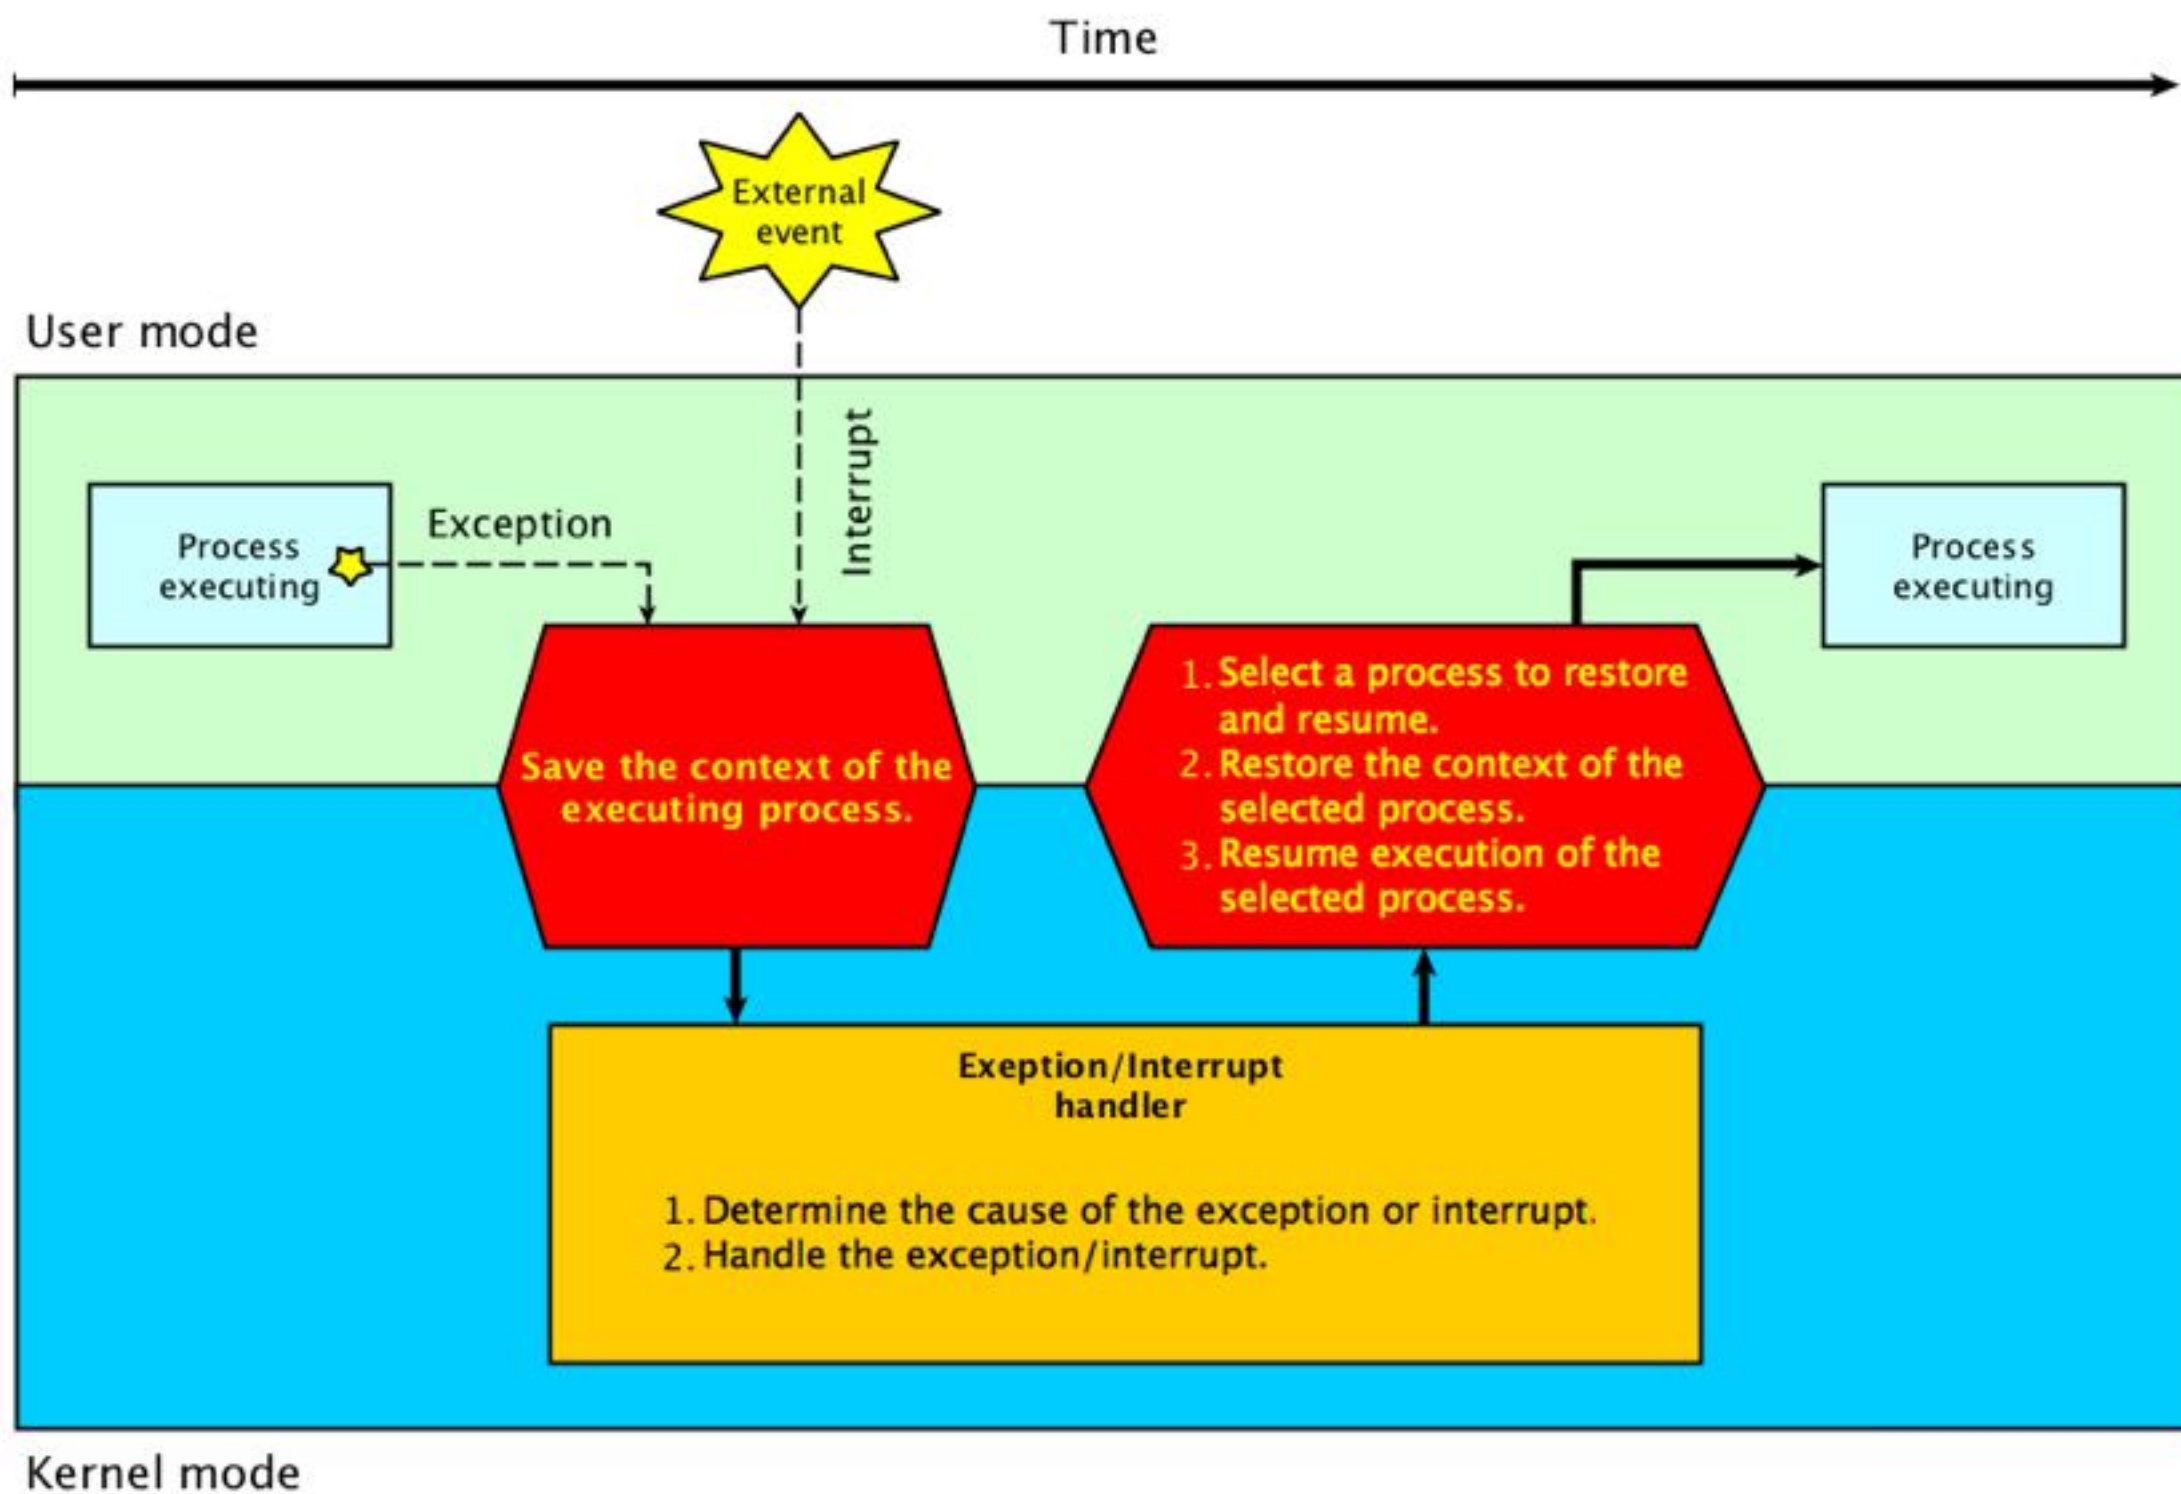 Time
External
event
User mode
Interrupt
Exception
Process
executing
Process
executing
Save the context of the
executing process.
1. Select a process to restore
and resume.
2. Restore the context of the
selected process.
3. Resume execution of the
selected process.
Exeption/Interrupt
handler
1. Determine the cause of the exception or interrupt.
2. Handle the exception/interrupt.
Kernel mode